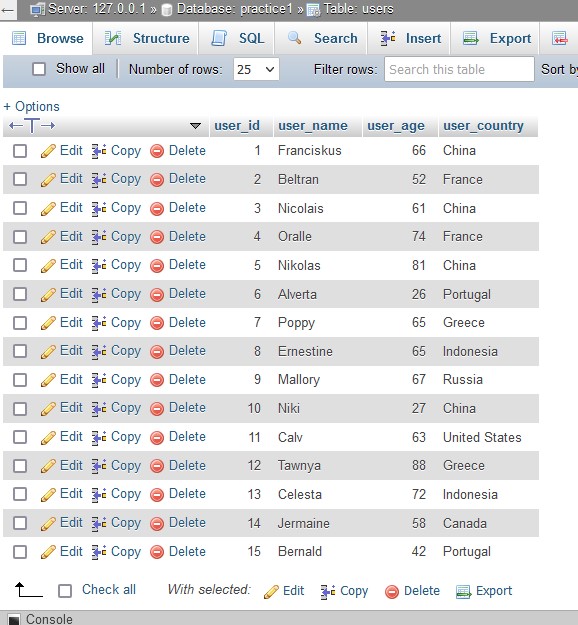 Server: 127.0.0.1 » Database: practice1 » Table: users
Browse Structure SQL Search Insert Export
Show all Number of rows: 25 Filter rows: Search this table Sort by
+ Options
user_id user_name user_age user_country
Edit Copy Delete 1 Franciskus 66 China
Edit Copy Delete 2 Beltran 52 France
Edit Copy Delete 3 Nicolais 61 China
Edit Copy Delete 4 Oralle 74 France
Edit Copy Delete 5 Nikolas 81 China
Edit Copy Delete 6 Alverta 26 Portugal
Edit Copy Delete 7 Poppy 65 Greece
Edit Copy Delete 8 Ernestine 65 Indonesia
Edit Copy Delete 9 Mallory 67 Russia
Edit Copy Delete 10 Niki 27 China
Edit Copy Delete 11 Calv 63 United States
Edit Copy Delete 12 Tawnya 88 Greece
Edit Copy Delete 13 Celesta 72 Indonesia
Edit Copy Delete 14 Jermaine 58 Canada
Edit Copy Delete 15 Bernald 42 Portugal
Check all With selected: Edit Copy Delete Export
Console